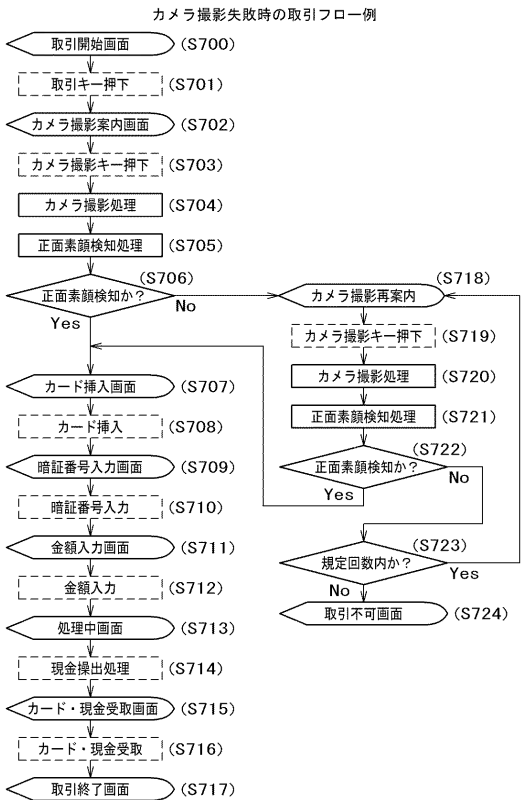 カメラ撮影失敗時の取引フロー例
取引開始画面 (S700)
取引キー押下 (S701)
カメラ撮影案内画面 (S702)
カメラ撮影キー押下 (S703)
カメラ撮影処理 (S704)
正面素顔検知処理 (S705)
(S706)
正面素顔検知か?
No
Yes
カード挿入画面 (S707)
カード挿入 (S708)
暗証番号入力画面 (S709)
暗証番号入力 (S710)
金額入力画面 (S711)
金額入力 (S712)
処理中画面 (S713)
現金操出処理 (S714)
カード・現金受取画面 (S715)
カード・現金受取 (S716)
取引終了画面 (S717)
(S718)
カメラ撮影再案内
カメラ撮影キー押下 (S719)
カメラ撮影処理 (S720)
正面素顔検知処理 (S721)
(S722)
正面素顔検知か?
No
Yes
(S723)
規定回数内か?
Yes
No
取引不可画面 (S724)